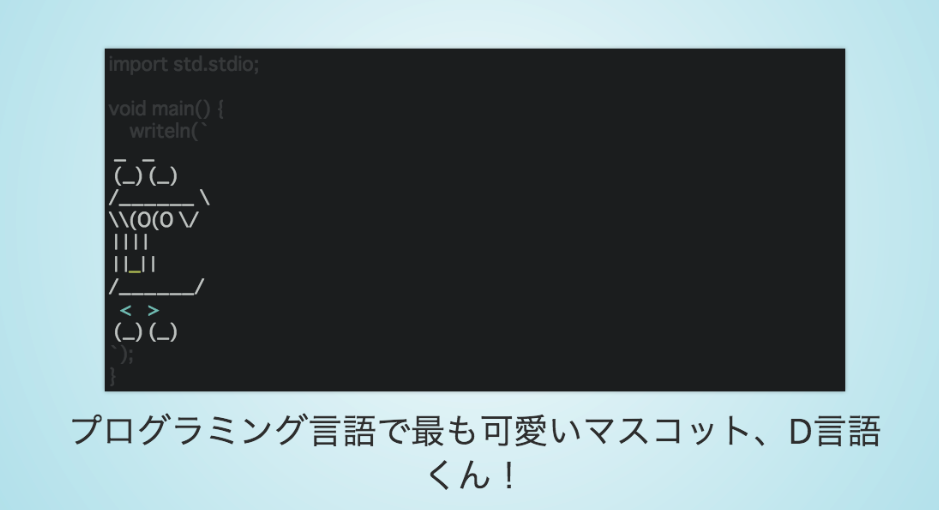 import std.stdio;
void main() {
    writeln(`
 _   _
 (_) (_)
/______ \
\\(O(O \/
 | | | |
 | |_| |
/______/
  <   >
 (_) (_)
`);
}
プログラミング言語で最も可愛いマスコット、D言語
くん！